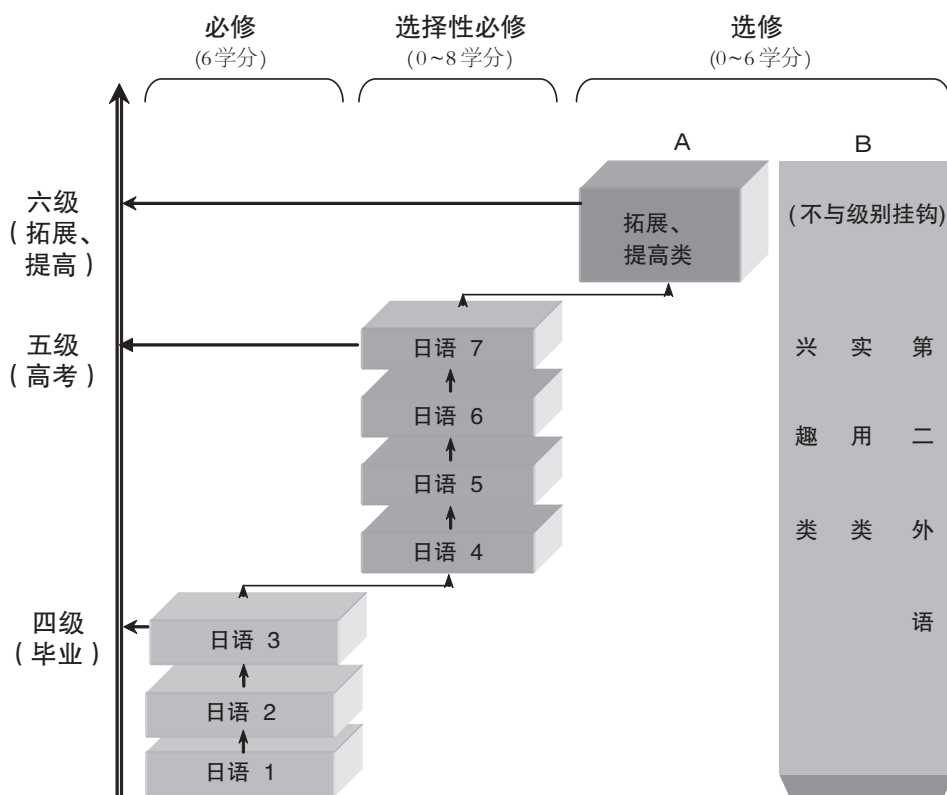 必修
(6学分)
选择性必修
(0~8学分)
选修
(0~6学分)
A
B
六级
(拓展、
提高)
拓展、
提高类
(不与级别挂钩)
五级
(高考)
日语 7
日语 6
日语 5
日语 4
兴趣类
实用类
第二外语
四级
(毕业)
日语 3
日语 2
日语 1